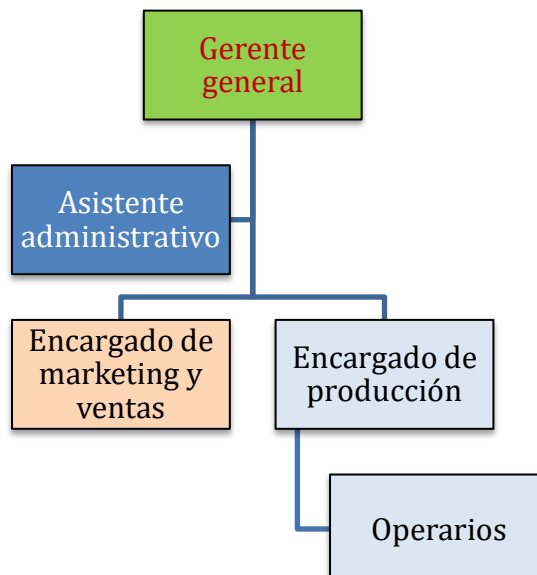 Gerente
general
Asistente
administrativo
Encargado de
marketing y
ventas
Encargado de
producción
Operarios